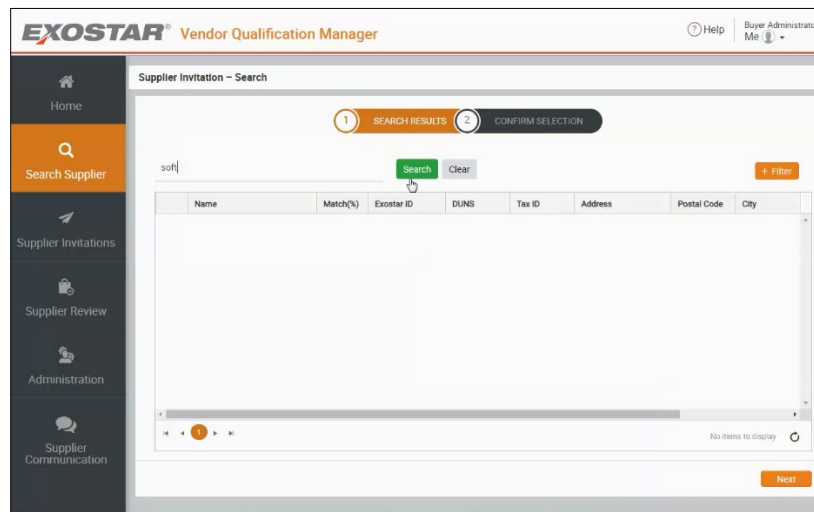 EXOSTAR® Vendor Qualification Manager
? Help
Buyer Administrato
Me
Home
Search Supplier
Supplier Invitations
Supplier Review
Administration
Supplier
Communication
Supplier Invitation – Search
1 SEARCH RESULTS 2 CONFIRM SELECTION
soft
Search Clear
+ Filter
Name Match(%) Exostar ID DUNS Tax ID Address Postal Code City
1
No items to display
Next